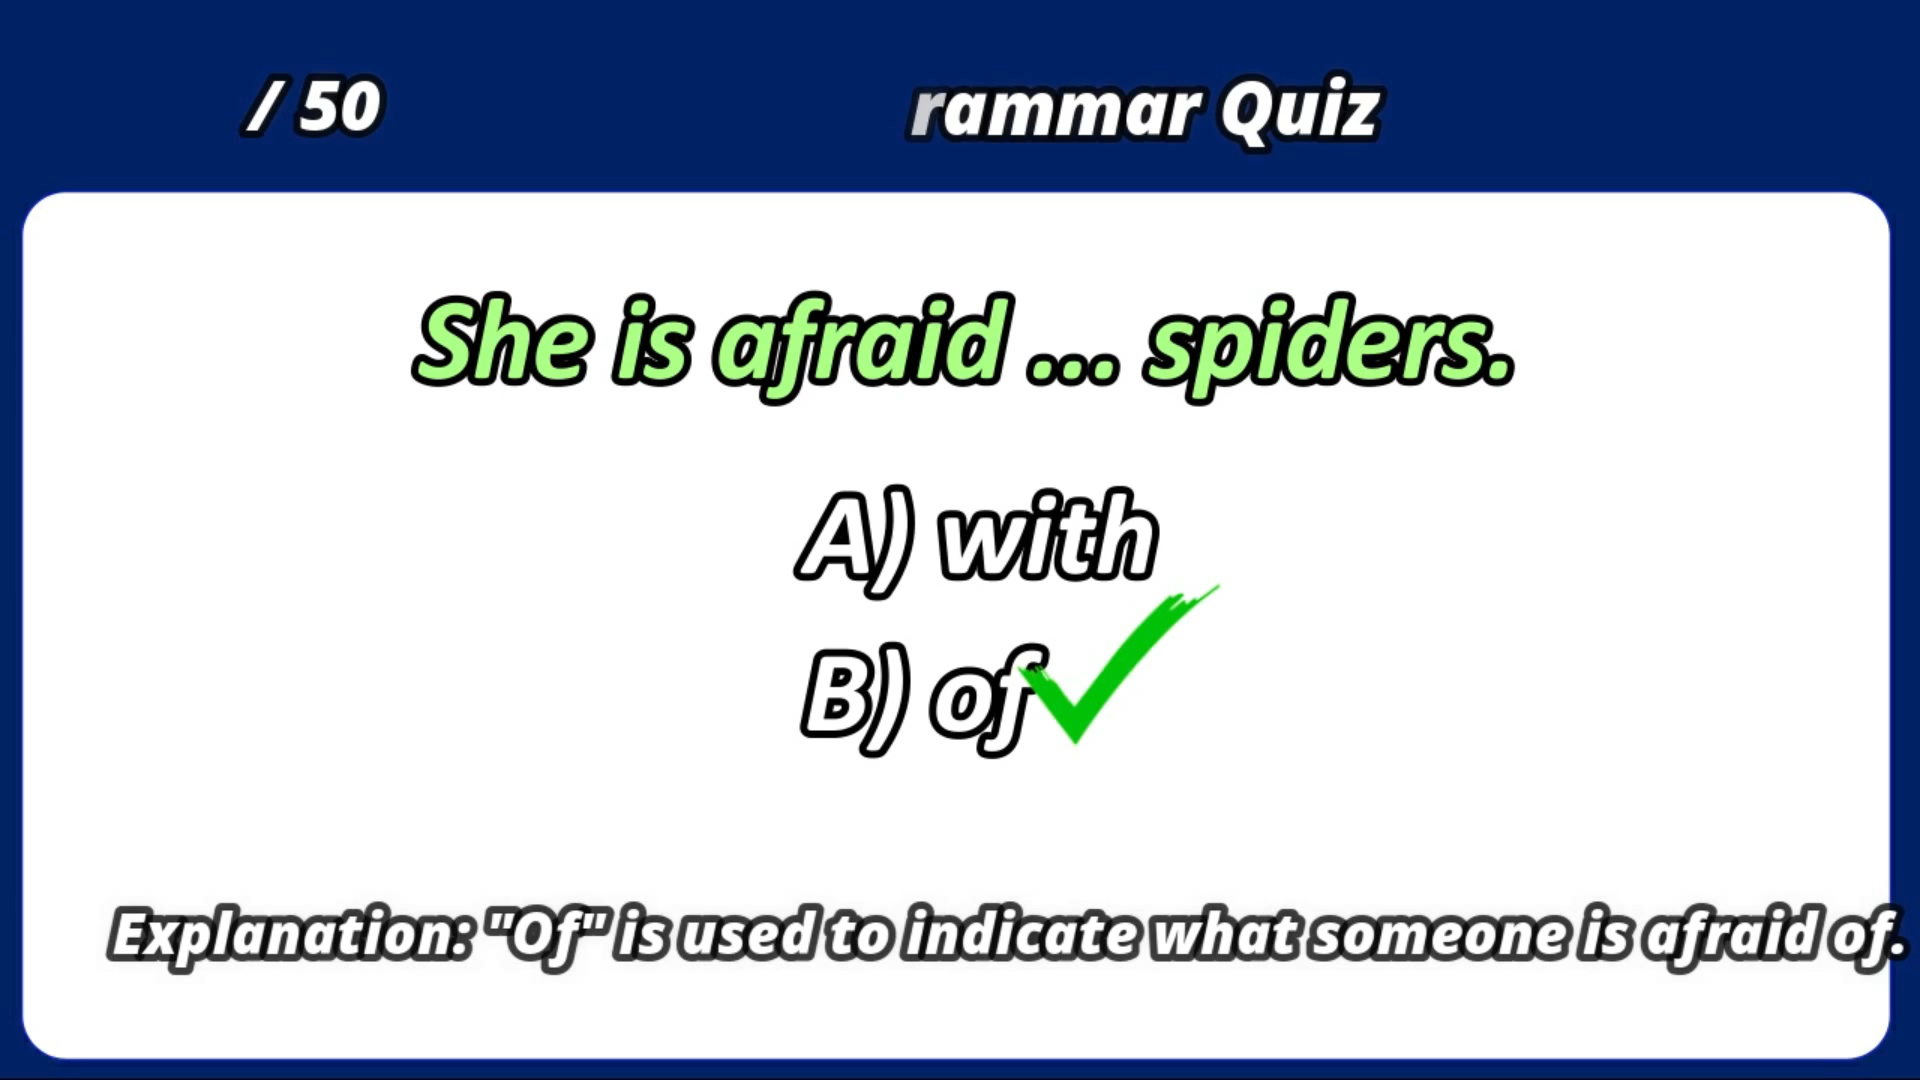 / 50
rammar Quiz
She is afraid ... spiders.
A) with
B) of
Explanation: "Of" is used to indicate what someone is afraid of.